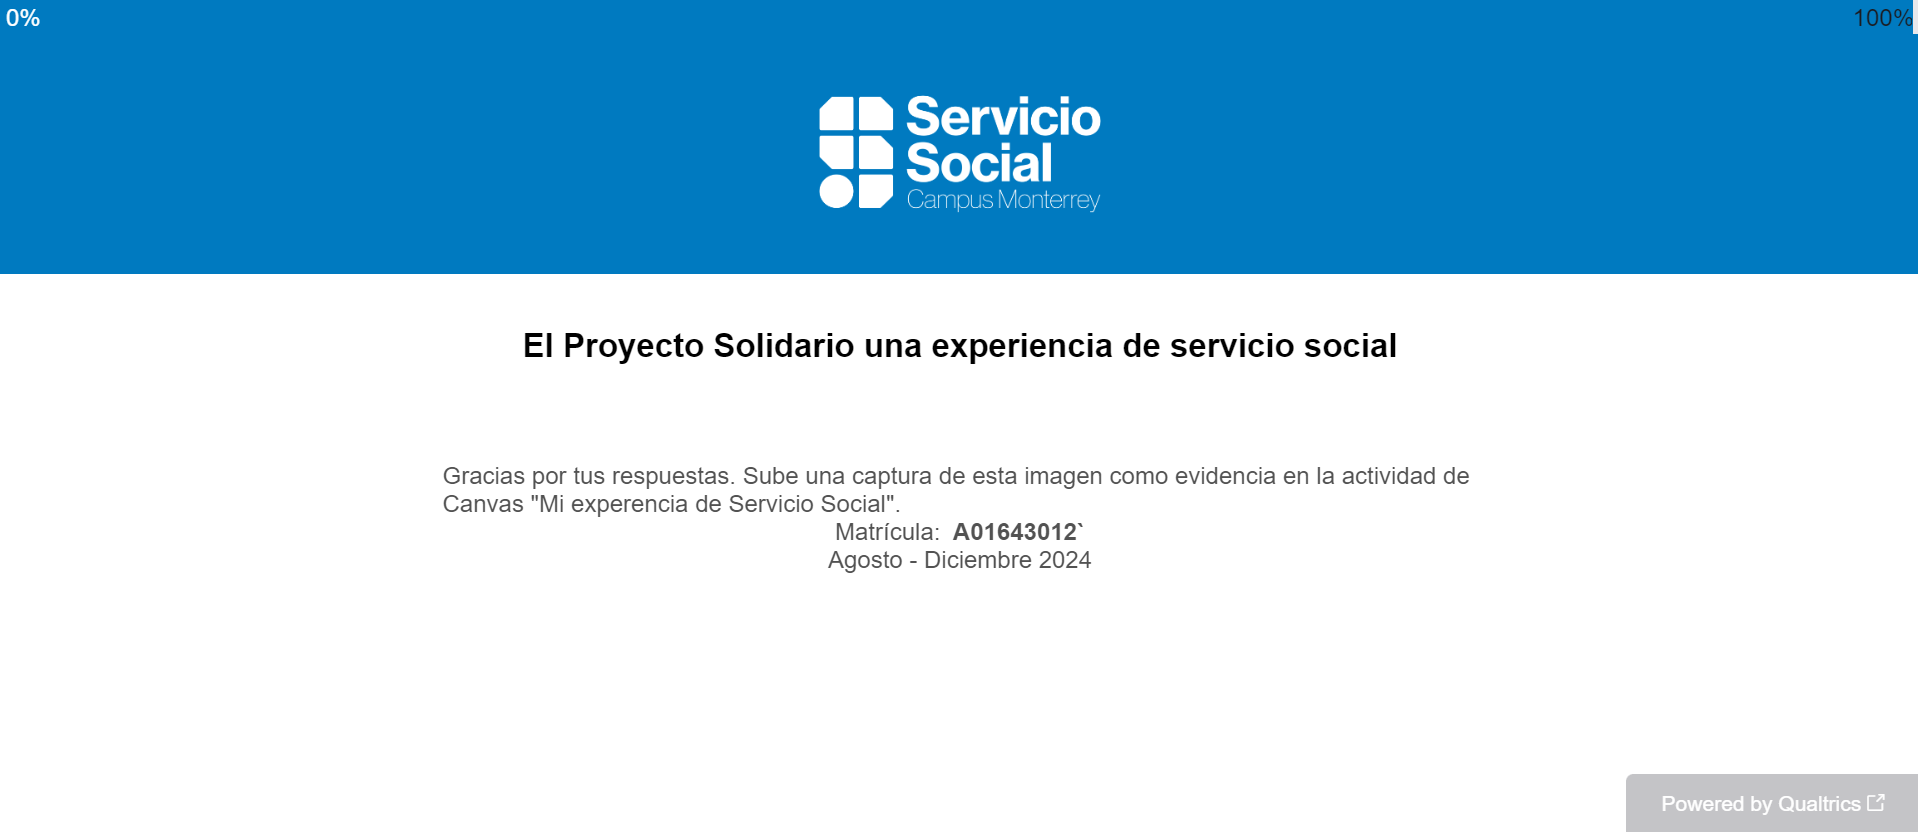 0%
100%
Servicio
Social
Campus Monterrey
El Proyecto Solidario una experiencia de servicio social
Gracias por tus respuestas. Sube una captura de esta imagen como evidencia en la actividad de
Canvas "Mi experencia de Servicio Social".
Matrícula: A01643012`
Agosto - Diciembre 2024
Powered by Qualtrics